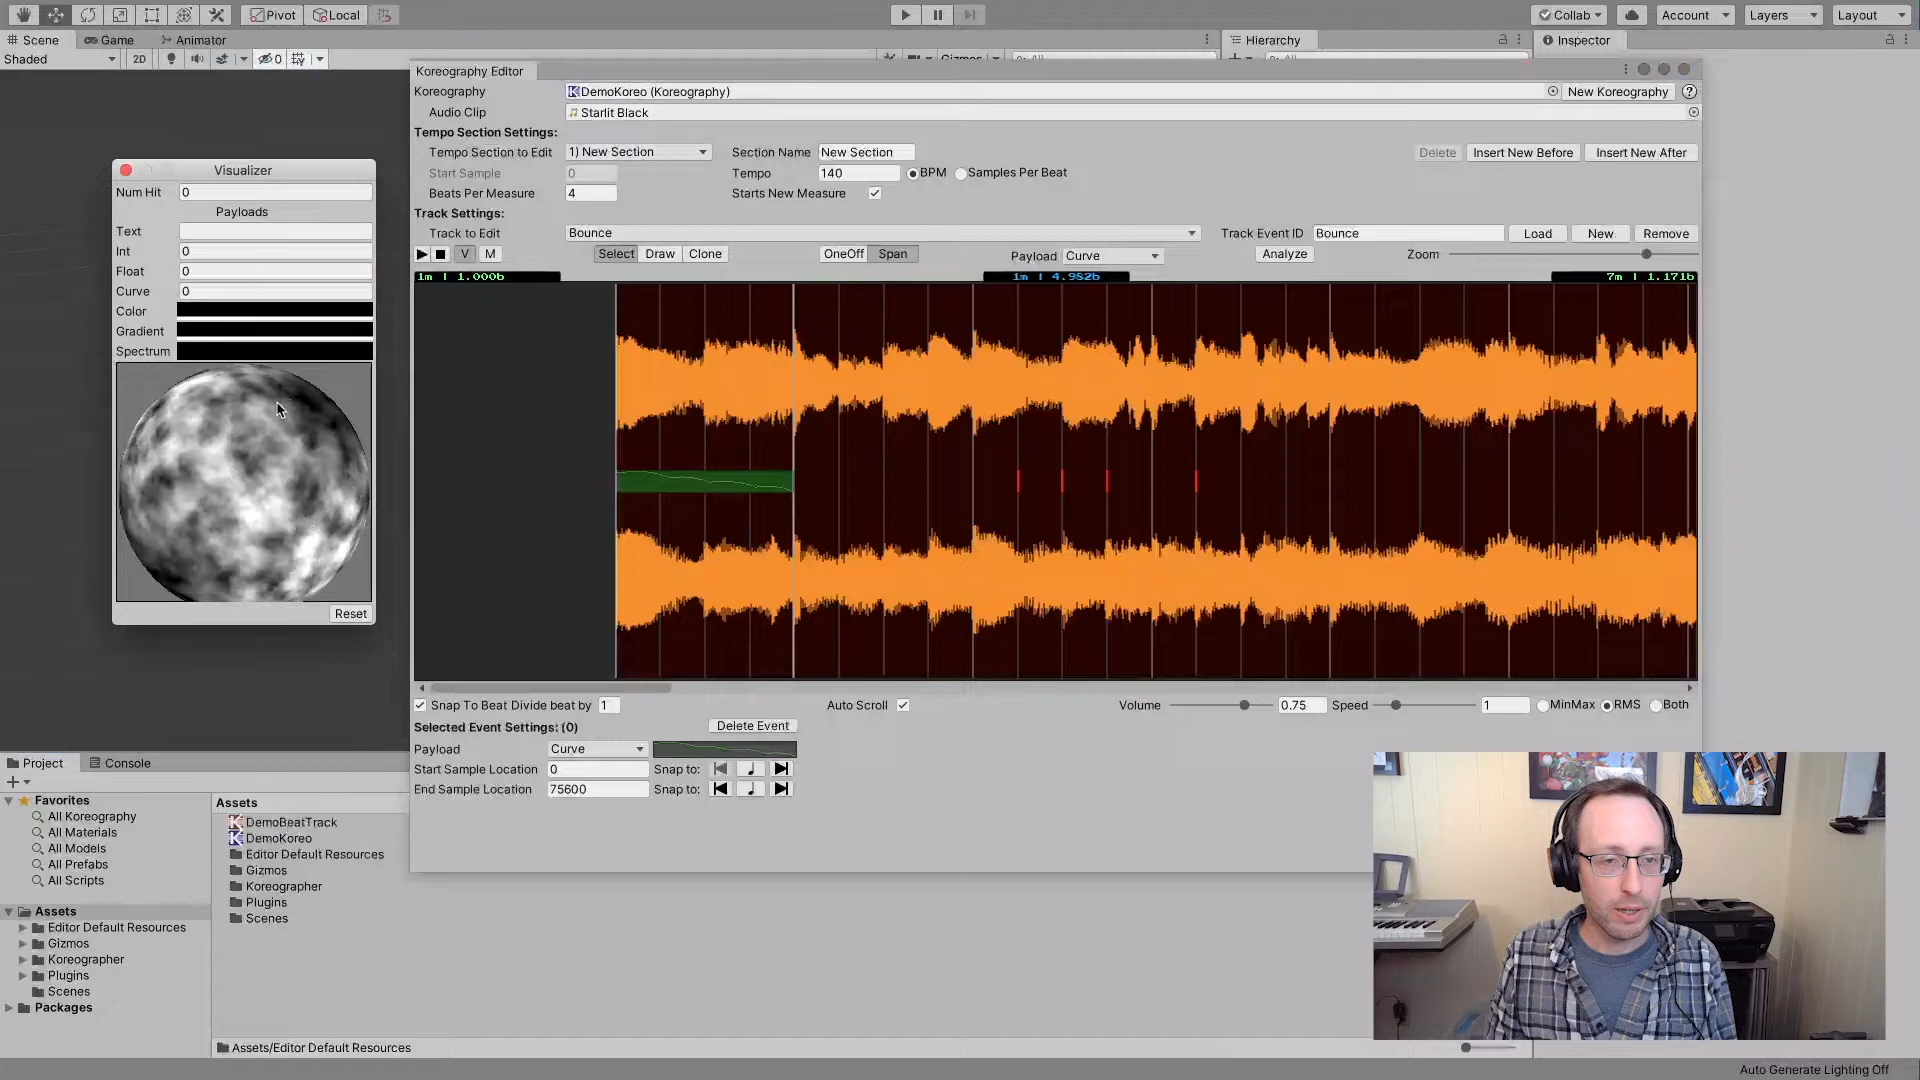 Pivot
Local
Collab
Account
Layers
Layout
Scene
Game
Animator
Hierarchy
Inspector
Shaded
2D
0
Gizmos
All
All
Koreography Editor
Koreography
DemoKoreo (Koreography)
New Koreography
?
Audio Clip
Starlit Black
Tempo Section Settings:
Tempo Section to Edit
1) New Section
Section Name
New Section
Delete
Insert New Before
Insert New After
Start Sample
0
Tempo
140
BPM
Samples Per Beat
Beats Per Measure
4
Starts New Measure
Track Settings:
Track to Edit
Bounce
Track Event ID
Bounce
Load
New
Remove
V
M
Select
Draw
Clone
OneOff
Span
Payload
Curve
Analyze
Zoom
1m | 1.000b
1m | 4.982b
7m | 1.171b
Visualizer
Num Hit
0
Payloads
Text
Int
0
Float
0
Curve
0
Color
Gradient
Spectrum
Reset
Snap To Beat
Divide beat by
1
Auto Scroll
Volume
0.75
Speed
1
MinMax
RMS
Both
Selected Event Settings: (0)
Delete Event
Payload
Curve
Start Sample Location
0
Snap to:
End Sample Location
75600
Snap to:
Project
Console
Favorites
All Koreography
All Materials
All Models
All Prefabs
All Scripts
Assets
Editor Default Resources
Gizmos
Koreographer
Plugins
Scenes
Packages
Assets
DemoBeatTrack
DemoKoreo
Editor Default Resources
Gizmos
Koreographer
Plugins
Scenes
Assets/Editor Default Resources
Auto Generate Lighting Off